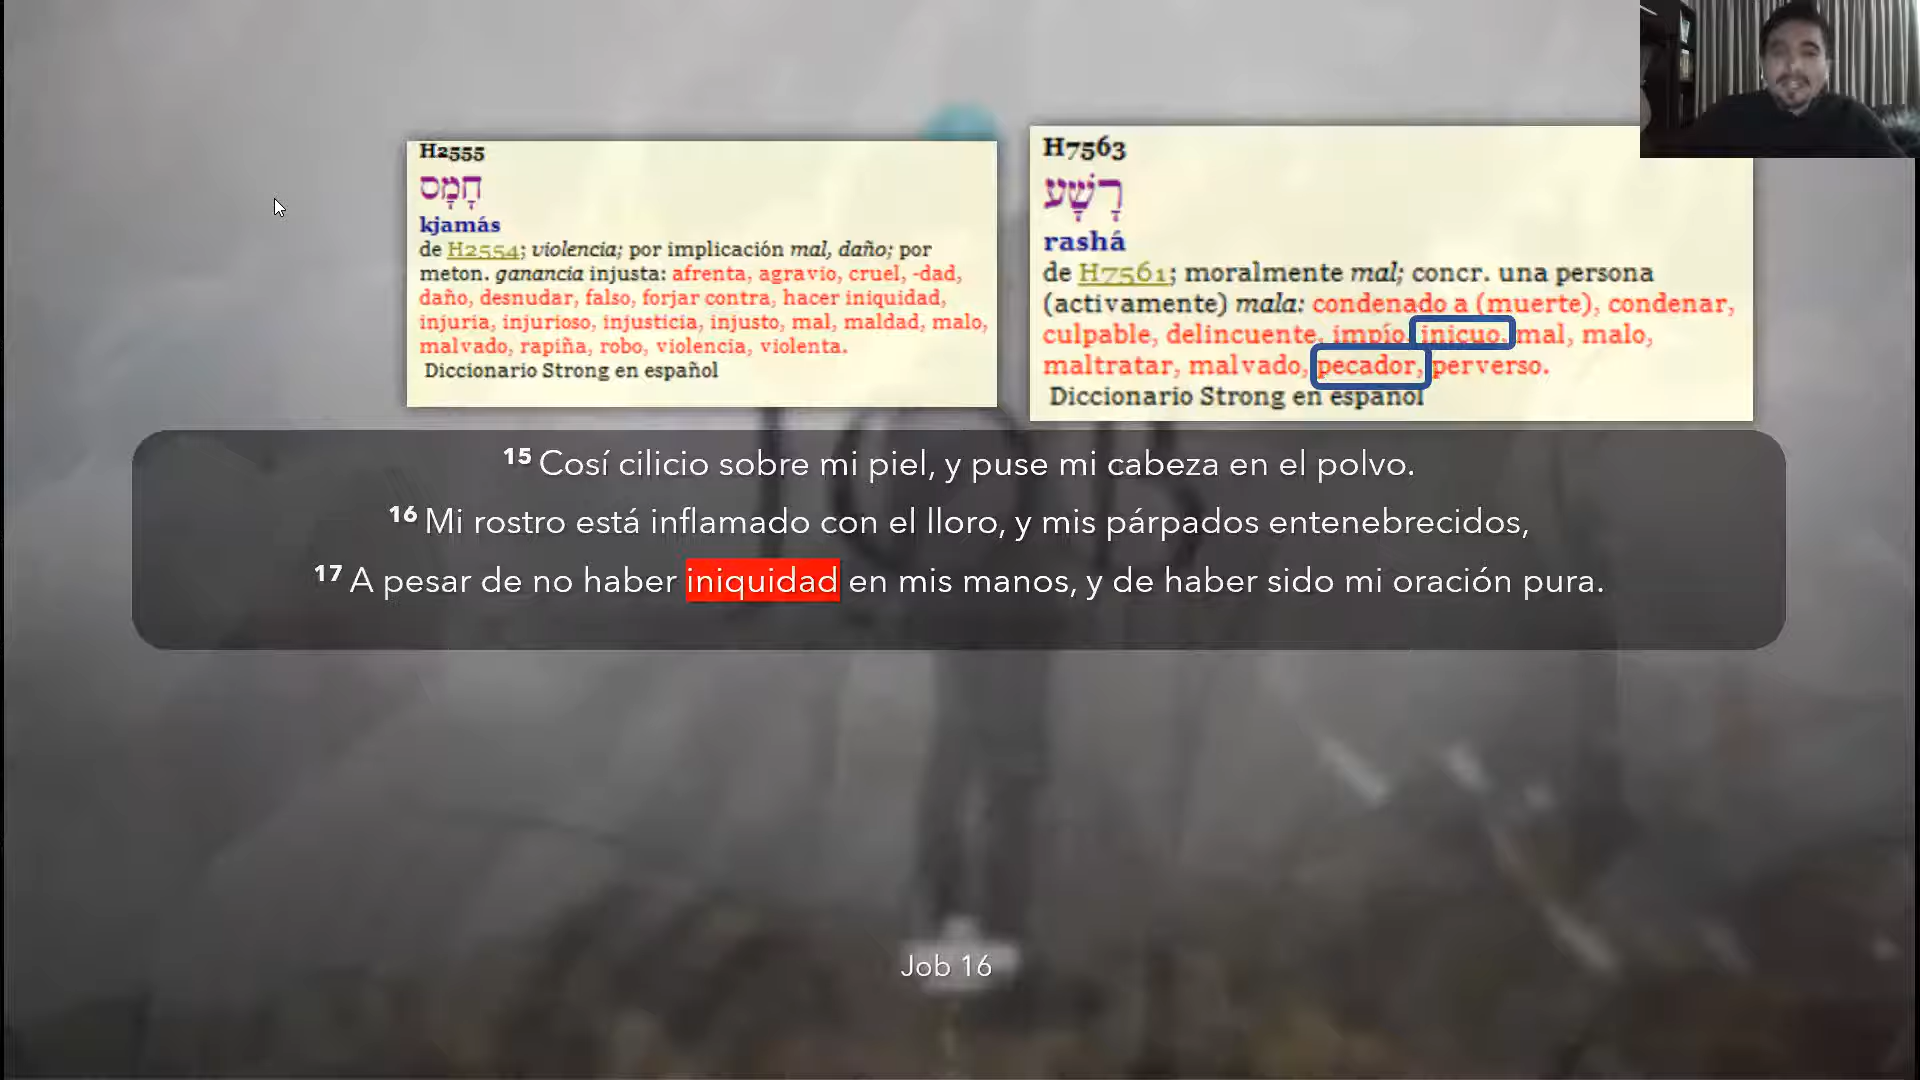 H2555
חָמָס
kjamás
de H2554; violencia; por implicación mal, daño; por
meton. ganancia injusta: afrenta, agravio, cruel, -dad,
daño, desnudar, falso, forjar contra, hacer iniquidad,
injuria, injurioso, injusticia, injusto, mal, maldad, malo,
malvado, rapiña, robo, violencia, violenta.
Diccionario Strong en español
H7563
רָשָׁע
rashá
de H7561; moralmente mal; concr. una persona
(activamente) mala: condenado a (muerte), condenar,
culpable, delincuente, impío, inicuo, mal, malo,
maltratar, malvado, pecador, perverso.
Diccionario Strong en español
JOB
15 Cosí cilicio sobre mi piel, y puse mi cabeza en el polvo.
16 Mi rostro está inflamado con el lloro, y mis párpados entenebrecidos,
17 A pesar de no haber iniquidad en mis manos, y de haber sido mi oración pura.
Job 16